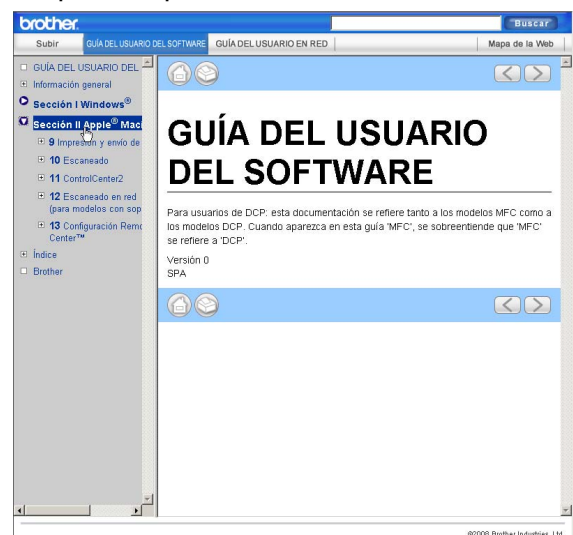 brother.
Buscar
Subir
GUÍA DEL USUARIO DEL SOFTWARE
GUÍA DEL USUARIO EN RED
Mapa de la Web
GUÍA DEL USUARIO DEL
Información general
Sección I Windows®
Sección II Apple® Maci
9 Impresión y envío de
10 Escaneado
11 ControlCenter2
12 Escaneado en red
(para modelos con sop
13 Configuración Remo
Center™
Índice
Brother
GUÍA DEL USUARIO
DEL SOFTWARE
Para usuarios de DCP: esta documentación se refiere tanto a los modelos MFC como a
los modelos DCP. Cuando aparezca en esta guía 'MFC', se sobreentiende que 'MFC'
se refiere a 'DCP'.
Versión 0
SPA
©2008 Brother Industries, Ltd.